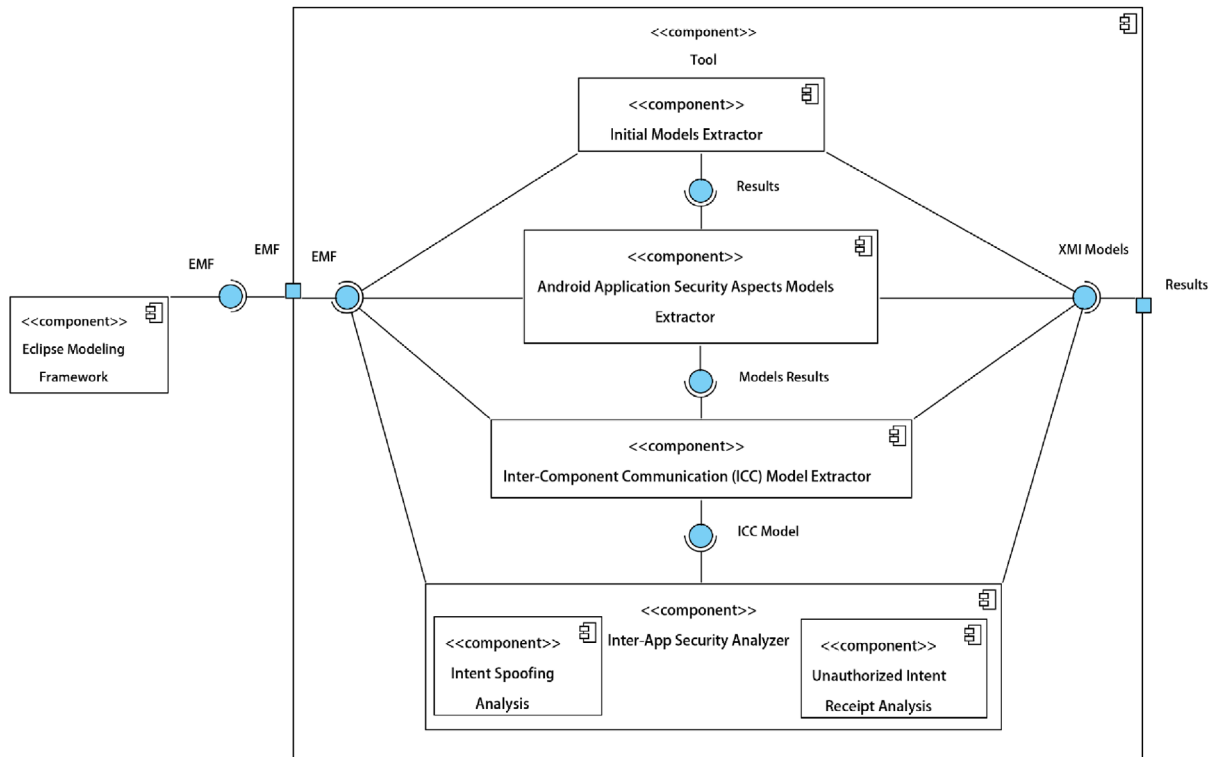 <<component>>
Tool
<<component>>
Initial Models Extractor
Results
<<component>>
Android Application Security Aspects Models
Extractor
EMF
EMF
EMF
XMI Models
Results
<<component>>
Eclipse Modeling
Framework
Models Results
<<component>>
Inter-Component Communication (ICC) Model Extractor
ICC Model
<<component>>
Inter-App Security Analyzer
<<component>>
Intent Spoofing
Analysis
<<component>>
Unauthorized Intent
Receipt Analysis